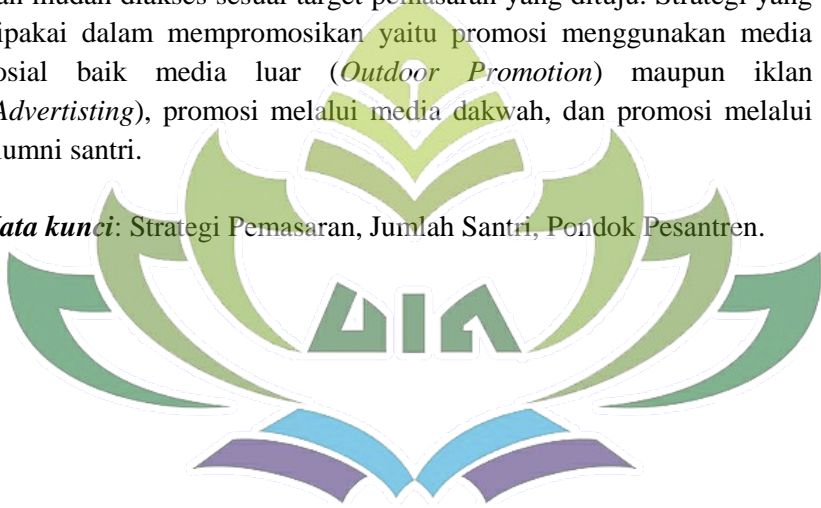 mudah diakses sesuai target pemasaran yang dituju. Strategi yang
dipakai dalam mempromosikan yaitu promosi menggunakan media
sosial baik media luar (Outdoor Promotion) maupun iklan
Advertisting), promosi melalui media dakwah, dan promosi melalui
alumni santri.
Kata kunci: Strategi Pemasaran, Jumlah Santri, Pondok Pesantren.
UIN